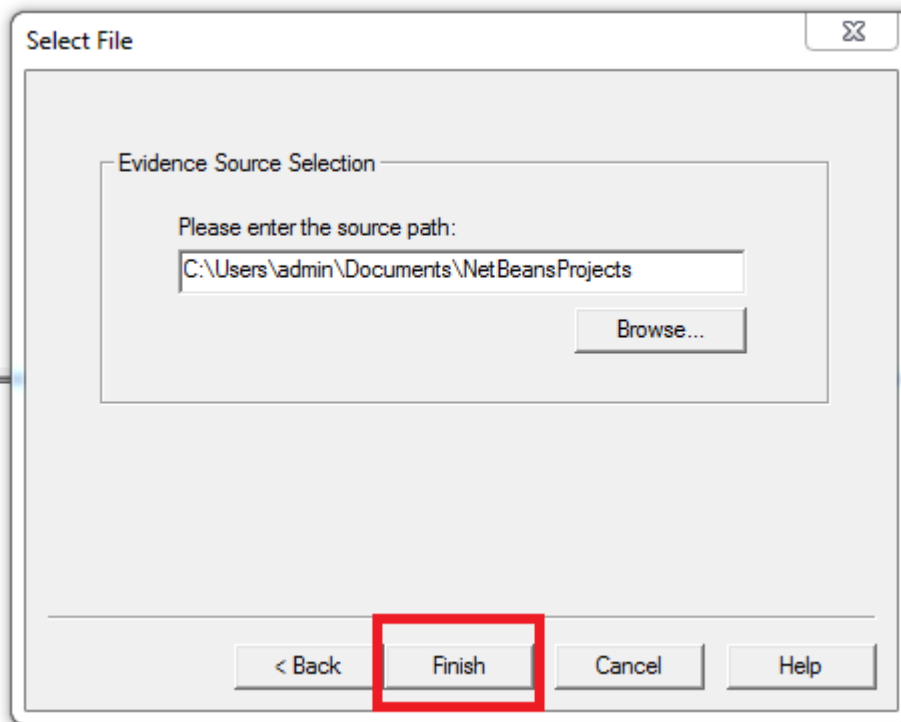 Select File
Evidence Source Selection
Please enter the source path:
C:\Users\admin\Documents\NetBeansProjects
Browse...
< Back Finish Cancel Help